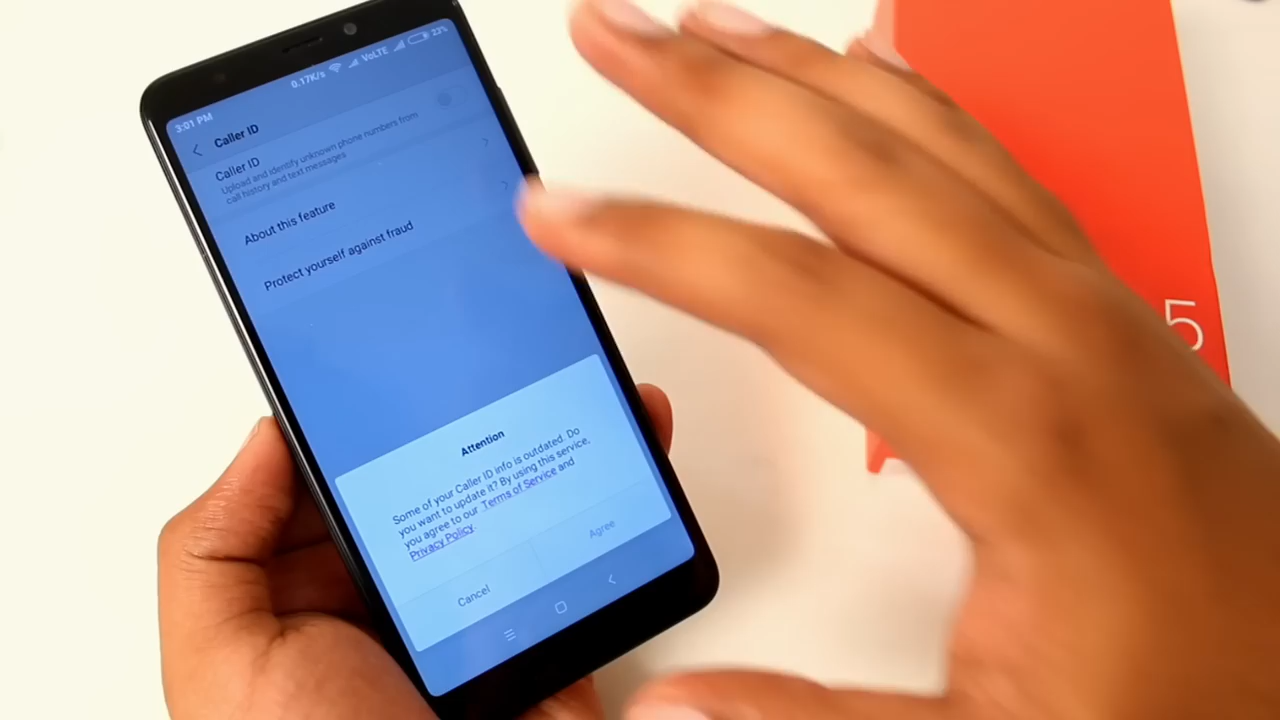 0.17K/s VoLTE 23%
3:01 PM
Caller ID
Caller ID
Upload and identify unknown phone numbers from
call history and text messages
About this feature
Protect yourself against fraud
Attention
Some of your Caller ID info is outdated. Do
you want to update it? By using this service,
you agree to our Terms of Service and
Privacy Policy.
Cancel
Agree
5